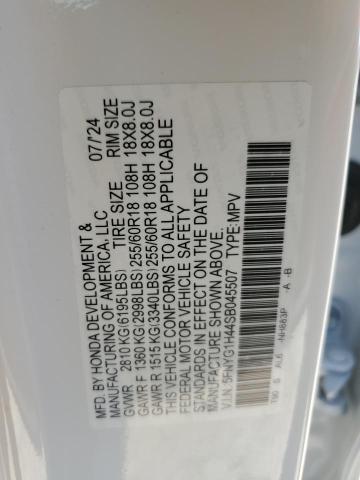 MFD. BY HONDA DEVELOPMENT & 07/'24
MANUFACTURING OF AMERICA, LLC
TIRE SIZE RIM SIZE
GVWR 2810 KG(6195LBS)
GAWR F 1360 KG(2998LBS) 255/60R18 108H 18X8.0J
GAWR R 1515 KG(3340LBS) 255/60R18 108H 18X8.0J
THIS VEHICLE CONFORMS TO ALL APPLICABLE
FEDERAL MOTOR VEHICLE SAFETY
STANDARDS IN EFFECT ON THE DATE OF
MANUFACTURE SHOWN ABOVE.
V.I.N: 5FNYG1H44SB045507 TYPE:MPV
T90 S AL6 -NH883P -A -B